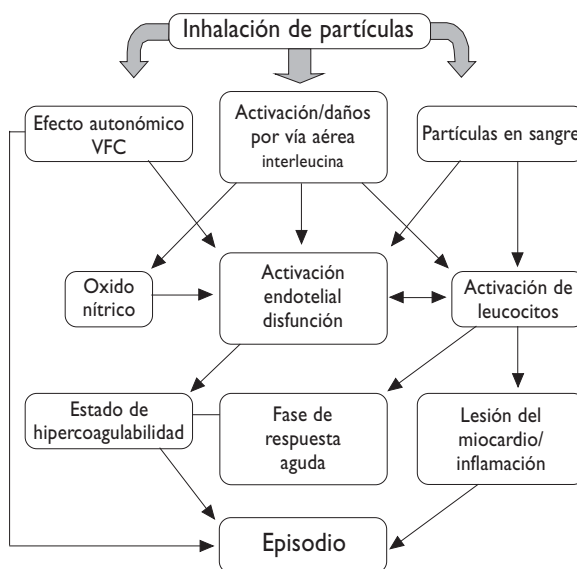 Inhalación de partículas
Efecto autonómico
VFC
Activación/daños
por vía aérea
interleucina
Partículas en sangre
Oxido
nítrico
Activación
endotelial
disfunción
Activación de
leucocitos
Estado de
hipercoagulabilidad
Fase de
respuesta
aguda
Lesión del
miocardio/
inflamación
Episodio